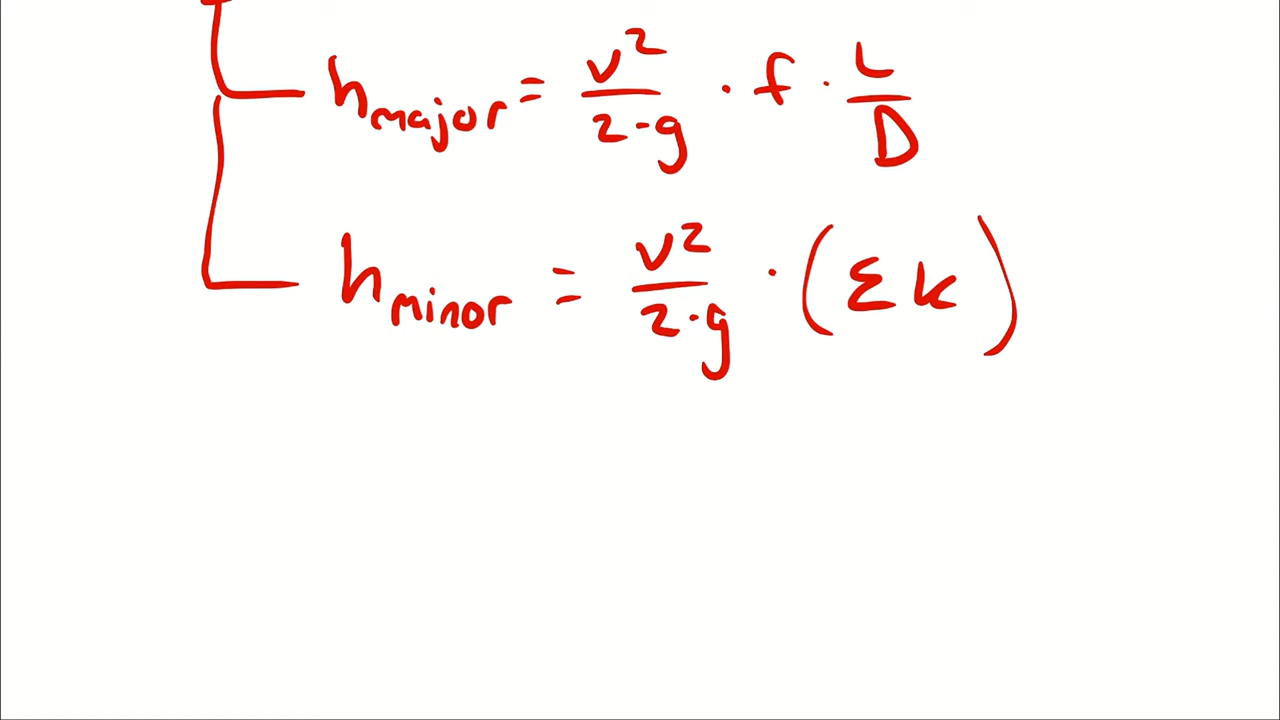 h_major = v²/(2·g) · f · L/D
h_minor = v²/(2·g) · (Σk)